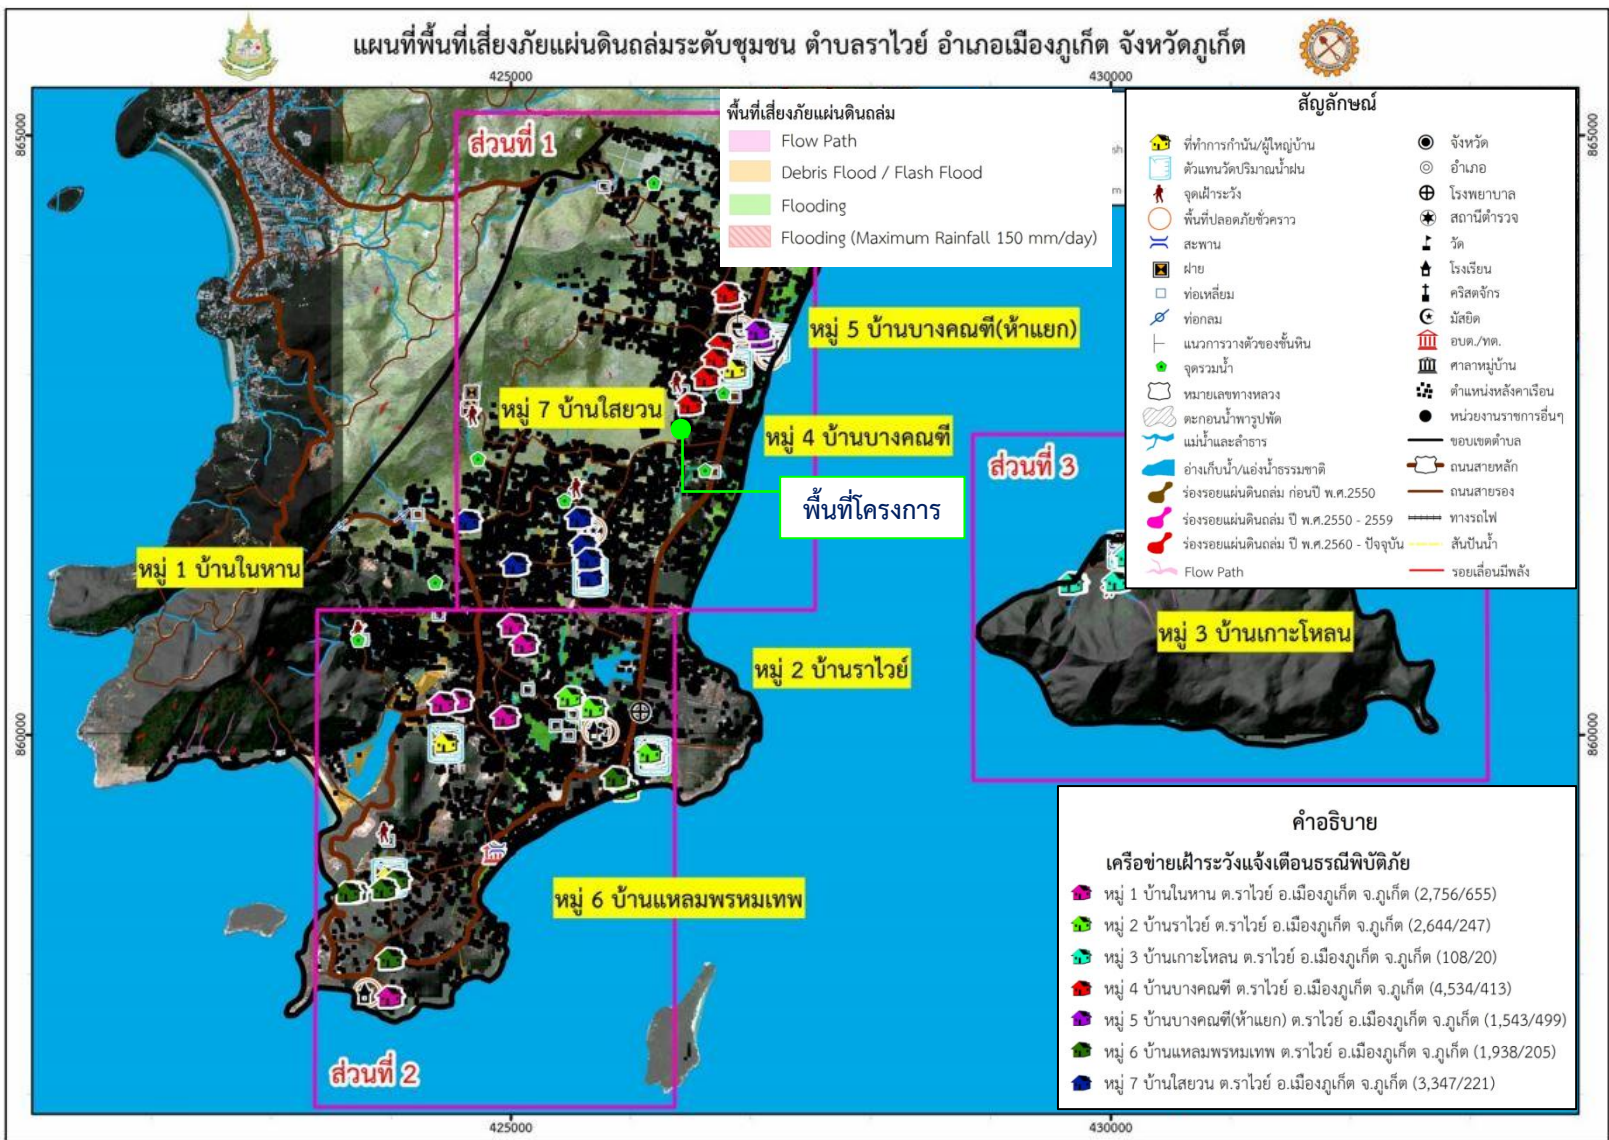 แผนที่พื้นที่เสี่ยงภัยแผ่นดินถล่มระดับชุมชน ตำบลราไวย์ อำเภอเมืองภูเก็ต จังหวัดภูเก็ต
425000
430000
865000
865000
860000
860000
425000
430000
พื้นที่เสี่ยงภัยแผ่นดินถล่ม
Flow Path
Debris Flood / Flash Flood
Flooding
Flooding (Maximum Rainfall 150 mm/day)
สัญลักษณ์
ที่ทำการกำนัน/ผู้ใหญ่บ้าน
ตัวแทนวัดปริมาณน้ำฝน
จุดเฝ้าระวัง
พื้นที่ปลอดภัยชั่วคราว
สะพาน
ฝาย
ท่อเหลี่ยม
ท่อกลม
แนวการวางตัวของชั้นหิน
จุดรวมน้ำ
หมายเลขทางหลวง
ตะกอนน้ำพารูปพัด
แม่น้ำและลำธาร
อ่างเก็บน้ำ/แอ่งน้ำธรรมชาติ
ร่องรอยแผ่นดินถล่ม ก่อนปี พ.ศ.2550
ร่องรอยแผ่นดินถล่ม ปี พ.ศ.2550 - 2559
ร่องรอยแผ่นดินถล่ม ปี พ.ศ.2560 - ปัจจุบัน
Flow Path
จังหวัด
อำเภอ
โรงพยาบาล
สถานีตำรวจ
วัด
โรงเรียน
คริสตจักร
มัสยิด
อบต./ทต.
ศาลาหมู่บ้าน
ตำแหน่งหลังคาเรือน
หน่วยงานราชการอื่นๆ
ขอบเขตตำบล
ถนนสายหลัก
ถนนสายรอง
ทางรถไฟ
สันปันน้ำ
รอยเลื่อนมีพลัง
ส่วนที่ 1
หมู่ 5 บ้านบางคณฑี(ห้าแยก)
หมู่ 7 บ้านใสยวน
หมู่ 4 บ้านบางคณฑี
ส่วนที่ 3
พื้นที่โครงการ
หมู่ 1 บ้านในหาน
หมู่ 3 บ้านเกาะโหลน
หมู่ 2 บ้านราไวย์
หมู่ 6 บ้านแหลมพรหมเทพ
ส่วนที่ 2
คำอธิบาย
เครือข่ายเฝ้าระวังแจ้งเตือนธรณีพิบัติภัย
หมู่ 1 บ้านในหาน ต.ราไวย์ อ.เมืองภูเก็ต จ.ภูเก็ต (2,756/655)
หมู่ 2 บ้านราไวย์ ต.ราไวย์ อ.เมืองภูเก็ต จ.ภูเก็ต (2,644/247)
หมู่ 3 บ้านเกาะโหลน ต.ราไวย์ อ.เมืองภูเก็ต จ.ภูเก็ต (108/20)
หมู่ 4 บ้านบางคณฑี ต.ราไวย์ อ.เมืองภูเก็ต จ.ภูเก็ต (4,534/413)
หมู่ 5 บ้านบางคณฑี(ห้าแยก) ต.ราไวย์ อ.เมืองภูเก็ต จ.ภูเก็ต (1,543/499)
หมู่ 6 บ้านแหลมพรหมเทพ ต.ราไวย์ อ.เมืองภูเก็ต จ.ภูเก็ต (1,938/205)
หมู่ 7 บ้านใสยวน ต.ราไวย์ อ.เมืองภูเก็ต จ.ภูเก็ต (3,347/221)